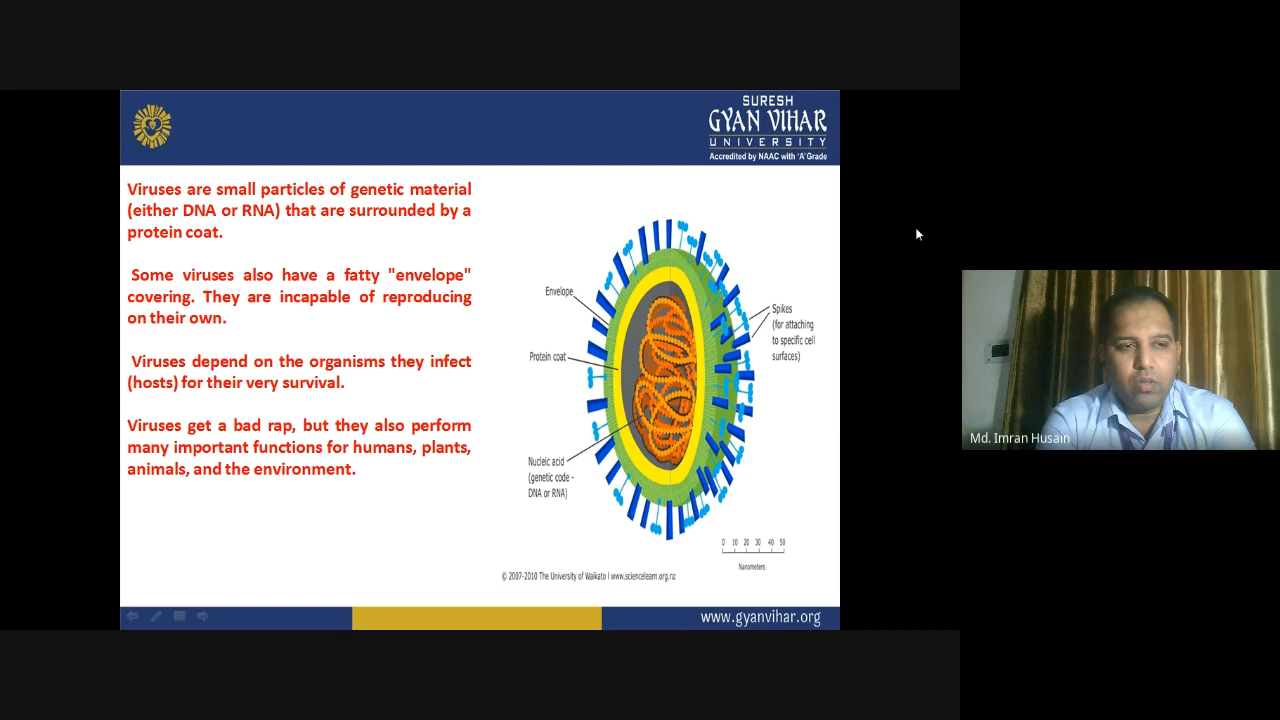 SURESH
GYAN VIHAR
UNIVERSITY
Accredited by NAAC with 'A' Grade
Viruses are small particles of genetic material
(either DNA or RNA) that are surrounded by a
protein coat.
Some viruses also have a fatty "envelope"
covering. They are incapable of reproducing
on their own.
Viruses depend on the organisms they infect
(hosts) for their very survival.
Viruses get a bad rap, but they also perform
many important functions for humans, plants,
animals, and the environment.
Envelope
Protein coat
Nucleic acid
(genetic code -
DNA or RNA)
Spikes
(for attaching
to specific cell
surfaces)
0 10 20 30 40 50
Nanometers
© 2007-2010 The University of Waikato I www.sciencelearn.org.nz
www.gyanvihar.org
Md. Imran Husain